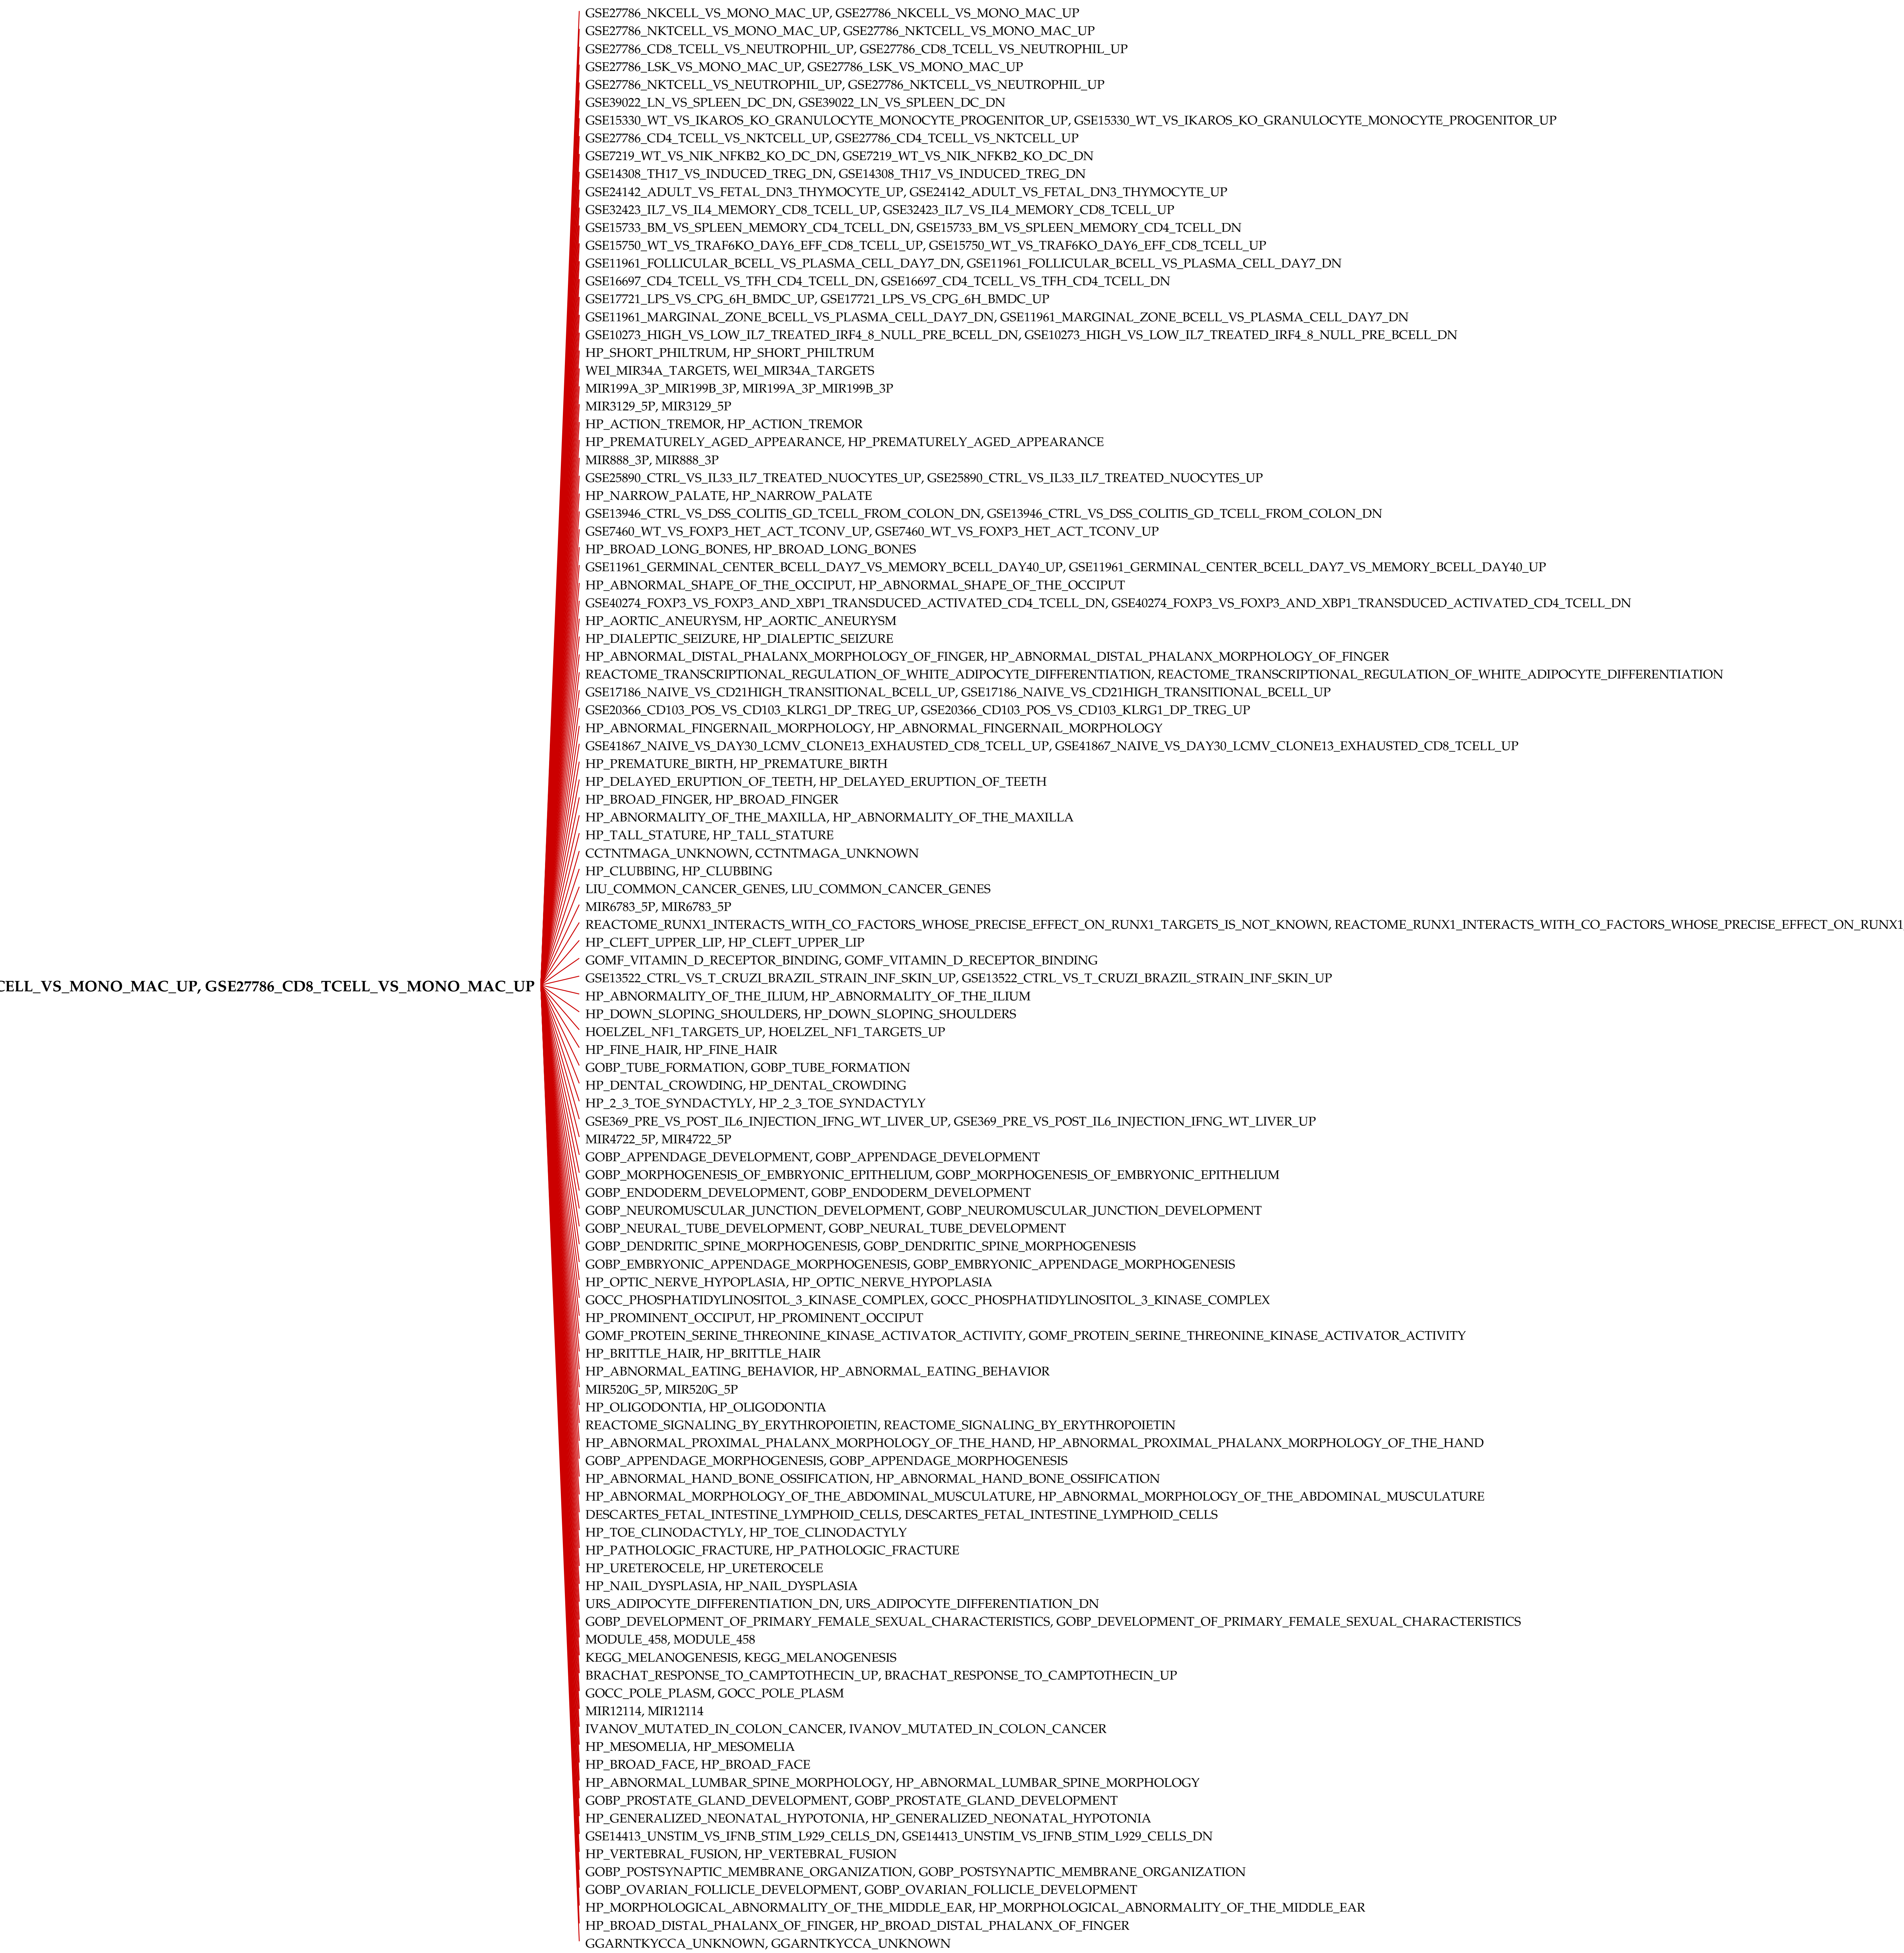 GSE27786_NKCELL_VS_MONO_MAC_UP, GSE27786_NKCELL_VS_MONO_MAC_UP
GSE27786_NKTCELL_VS_MONO_MAC_UP, GSE27786_NKTCELL_VS_MONO_MAC_UP
GSE27786_CD8_TCELL_VS_NEUTROPHIL_UP, GSE27786_CD8_TCELL_VS_NEUTROPHIL_UP
GSE27786_LSK_VS_MONO_MAC_UP, GSE27786_LSK_VS_MONO_MAC_UP
GSE27786_NKTCELL_VS_NEUTROPHIL_UP, GSE27786_NKTCELL_VS_NEUTROPHIL_UP
GSE39022_LN_VS_SPLEEN_DC_DN, GSE39022_LN_VS_SPLEEN_DC_DN
GSE15330_WT_VS_IKAROS_KO_GRANULOCYTE_MONOCYTE_PROGENITOR_UP, GSE15330_WT_VS_IKAROS_KO_GRANULOCYTE_MONOCYTE_PROGENITOR_UP
GSE27786_CD4_TCELL_VS_NKTCELL_UP, GSE27786_CD4_TCELL_VS_NKTCELL_UP
GSE7219_WT_VS_NIK_NFKB2_KO_DC_DN, GSE7219_WT_VS_NIK_NFKB2_KO_DC_DN
GSE14308_TH17_VS_INDUCED_TREG_DN, GSE14308_TH17_VS_INDUCED_TREG_DN
GSE24142_ADULT_VS_FETAL_DN3_THYMOCYTE_UP, GSE24142_ADULT_VS_FETAL_DN3_THYMOCYTE_UP
GSE32423_IL7_VS_IL4_MEMORY_CD8_TCELL_UP, GSE32423_IL7_VS_IL4_MEMORY_CD8_TCELL_UP
GSE15733_BM_VS_SPLEEN_MEMORY_CD4_TCELL_DN, GSE15733_BM_VS_SPLEEN_MEMORY_CD4_TCELL_DN
GSE15750_WT_VS_TRAF6KO_DAY6_EFF_CD8_TCELL_UP, GSE15750_WT_VS_TRAF6KO_DAY6_EFF_CD8_TCELL_UP
GSE11961_FOLLICULAR_BCELL_VS_PLASMA_CELL_DAY7_DN, GSE11961_FOLLICULAR_BCELL_VS_PLASMA_CELL_DAY7_DN
GSE16697_CD4_TCELL_VS_TFH_CD4_TCELL_DN, GSE16697_CD4_TCELL_VS_TFH_CD4_TCELL_DN
GSE17721_LPS_VS_CPG_6H_BMDC_UP, GSE17721_LPS_VS_CPG_6H_BMDC_UP
GSE11961_MARGINAL_ZONE_BCELL_VS_PLASMA_CELL_DAY7_DN, GSE11961_MARGINAL_ZONE_BCELL_VS_PLASMA_CELL_DAY7_DN
GSE10273_HIGH_VS_LOW_IL7_TREATED_IRF4_8_NULL_PRE_BCELL_DN, GSE10273_HIGH_VS_LOW_IL7_TREATED_IRF4_8_NULL_PRE_BCELL_DN
HP_SHORT_PHILTRUM, HP_SHORT_PHILTRUM
WEI_MIR34A_TARGETS, WEI_MIR34A_TARGETS
MIR199A_3P_MIR199B_3P, MIR199A_3P_MIR199B_3P
MIR3129_5P, MIR3129_5P
HP_ACTION_TREMOR, HP_ACTION_TREMOR
HP_PREMATURELY_AGED_APPEARANCE, HP_PREMATURELY_AGED_APPEARANCE
MIR888_3P, MIR888_3P
GSE25890_CTRL_VS_IL33_IL7_TREATED_NUOCYTES_UP, GSE25890_CTRL_VS_IL33_IL7_TREATED_NUOCYTES_UP
HP_NARROW_PALATE, HP_NARROW_PALATE
GSE13946_CTRL_VS_DSS_COLITIS_GD_TCELL_FROM_COLON_DN, GSE13946_CTRL_VS_DSS_COLITIS_GD_TCELL_FROM_COLON_DN
GSE7460_WT_VS_FOXP3_HET_ACT_TCONV_UP, GSE7460_WT_VS_FOXP3_HET_ACT_TCONV_UP
HP_BROAD_LONG_BONES, HP_BROAD_LONG_BONES
GSE11961_GERMINAL_CENTER_BCELL_DAY7_VS_MEMORY_BCELL_DAY40_UP, GSE11961_GERMINAL_CENTER_BCELL_DAY7_VS_MEMORY_BCELL_DAY40_UP
HP_ABNORMAL_SHAPE_OF_THE_OCCIPUT, HP_ABNORMAL_SHAPE_OF_THE_OCCIPUT
GSE40274_FOXP3_VS_FOXP3_AND_XBP1_TRANSDUCED_ACTIVATED_CD4_TCELL_DN, GSE40274_FOXP3_VS_FOXP3_AND_XBP1_TRANSDUCED_ACTIVATED_CD4_TCELL_DN
HP_AORTIC_ANEURYSM, HP_AORTIC_ANEURYSM
HP_DIALEPTIC_SEIZURE, HP_DIALEPTIC_SEIZURE
HP_ABNORMAL_DISTAL_PHALANX_MORPHOLOGY_OF_FINGER, HP_ABNORMAL_DISTAL_PHALANX_MORPHOLOGY_OF_FINGER
REACTOME_TRANSCRIPTIONAL_REGULATION_OF_WHITE_ADIPOCYTE_DIFFERENTIATION, REACTOME_TRANSCRIPTIONAL_REGULATION_OF_WHITE_ADIPOCYTE_DIFFERENTIATION
GSE17186_NAIVE_VS_CD21HIGH_TRANSITIONAL_BCELL_UP, GSE17186_NAIVE_VS_CD21HIGH_TRANSITIONAL_BCELL_UP
GSE20366_CD103_POS_VS_CD103_KLRG1_DP_TREG_UP, GSE20366_CD103_POS_VS_CD103_KLRG1_DP_TREG_UP
HP_ABNORMAL_FINGERNAIL_MORPHOLOGY, HP_ABNORMAL_FINGERNAIL_MORPHOLOGY
GSE41867_NAIVE_VS_DAY30_LCMV_CLONE13_EXHAUSTED_CD8_TCELL_UP, GSE41867_NAIVE_VS_DAY30_LCMV_CLONE13_EXHAUSTED_CD8_TCELL_UP
HP_PREMATURE_BIRTH, HP_PREMATURE_BIRTH
HP_DELAYED_ERUPTION_OF_TEETH, HP_DELAYED_ERUPTION_OF_TEETH
HP_BROAD_FINGER, HP_BROAD_FINGER
HP_ABNORMALITY_OF_THE_MAXILLA, HP_ABNORMALITY_OF_THE_MAXILLA
HP_TALL_STATURE, HP_TALL_STATURE
CCTNTMAGA_UNKNOWN, CCTNTMAGA_UNKNOWN
HP_CLUBBING, HP_CLUBBING
LIU_COMMON_CANCER_GENES, LIU_COMMON_CANCER_GENES
MIR6783_5P, MIR6783_5P
REACTOME_RUNX1_INTERACTS_WITH_CO_FACTORS_WHOSE_PRECISE_EFFECT_ON_RUNX1_TARGETS_IS_NOT_KNOWN, REACTOME_RUNX1_INTERACTS_WITH_CO_FACTORS_WHOSE_PRECISE_EFFECT_ON_RUNX1
HP_CLEFT_UPPER_LIP, HP_CLEFT_UPPER_LIP
GOMF_VITAMIN_D_RECEPTOR_BINDING, GOMF_VITAMIN_D_RECEPTOR_BINDING
GSE13522_CTRL_VS_T_CRUZI_BRAZIL_STRAIN_INF_SKIN_UP, GSE13522_CTRL_VS_T_CRUZI_BRAZIL_STRAIN_INF_SKIN_UP
CELL_VS_MONO_MAC_UP, GSE27786_CD8_TCELL_VS_MONO_MAC_UP
HP_ABNORMALITY_OF_THE_ILIUM, HP_ABNORMALITY_OF_THE_ILIUM
HP_DOWN_SLOPING_SHOULDERS, HP_DOWN_SLOPING_SHOULDERS
HOELZEL_NF1_TARGETS_UP, HOELZEL_NF1_TARGETS_UP
HP_FINE_HAIR, HP_FINE_HAIR
GOBP_TUBE_FORMATION, GOBP_TUBE_FORMATION
HP_DENTAL_CROWDING, HP_DENTAL_CROWDING
HP_2_3_TOE_SYNDACTYLY, HP_2_3_TOE_SYNDACTYLY
GSE369_PRE_VS_POST_IL6_INJECTION_IFNG_WT_LIVER_UP, GSE369_PRE_VS_POST_IL6_INJECTION_IFNG_WT_LIVER_UP
MIR4722_5P, MIR4722_5P
GOBP_APPENDAGE_DEVELOPMENT, GOBP_APPENDAGE_DEVELOPMENT
GOBP_MORPHOGENESIS_OF_EMBRYONIC_EPITHELIUM, GOBP_MORPHOGENESIS_OF_EMBRYONIC_EPITHELIUM
GOBP_ENDODERM_DEVELOPMENT, GOBP_ENDODERM_DEVELOPMENT
GOBP_NEUROMUSCULAR_JUNCTION_DEVELOPMENT, GOBP_NEUROMUSCULAR_JUNCTION_DEVELOPMENT
GOBP_NEURAL_TUBE_DEVELOPMENT, GOBP_NEURAL_TUBE_DEVELOPMENT
GOBP_DENDRITIC_SPINE_MORPHOGENESIS, GOBP_DENDRITIC_SPINE_MORPHOGENESIS
GOBP_EMBRYONIC_APPENDAGE_MORPHOGENESIS, GOBP_EMBRYONIC_APPENDAGE_MORPHOGENESIS
HP_OPTIC_NERVE_HYPOPLASIA, HP_OPTIC_NERVE_HYPOPLASIA
GOCC_PHOSPHATIDYLINOSITOL_3_KINASE_COMPLEX, GOCC_PHOSPHATIDYLINOSITOL_3_KINASE_COMPLEX
HP_PROMINENT_OCCIPUT, HP_PROMINENT_OCCIPUT
GOMF_PROTEIN_SERINE_THREONINE_KINASE_ACTIVATOR_ACTIVITY, GOMF_PROTEIN_SERINE_THREONINE_KINASE_ACTIVATOR_ACTIVITY
HP_BRITTLE_HAIR, HP_BRITTLE_HAIR
HP_ABNORMAL_EATING_BEHAVIOR, HP_ABNORMAL_EATING_BEHAVIOR
MIR520G_5P, MIR520G_5P
HP_OLIGODONTIA, HP_OLIGODONTIA
REACTOME_SIGNALING_BY_ERYTHROPOIETIN, REACTOME_SIGNALING_BY_ERYTHROPOIETIN
HP_ABNORMAL_PROXIMAL_PHALANX_MORPHOLOGY_OF_THE_HAND, HP_ABNORMAL_PROXIMAL_PHALANX_MORPHOLOGY_OF_THE_HAND
GOBP_APPENDAGE_MORPHOGENESIS, GOBP_APPENDAGE_MORPHOGENESIS
HP_ABNORMAL_HAND_BONE_OSSIFICATION, HP_ABNORMAL_HAND_BONE_OSSIFICATION
HP_ABNORMAL_MORPHOLOGY_OF_THE_ABDOMINAL_MUSCULATURE, HP_ABNORMAL_MORPHOLOGY_OF_THE_ABDOMINAL_MUSCULATURE
DESCARTES_FETAL_INTESTINE_LYMPHOID_CELLS, DESCARTES_FETAL_INTESTINE_LYMPHOID_CELLS
HP_TOE_CLINODACTYLY, HP_TOE_CLINODACTYLY
HP_PATHOLOGIC_FRACTURE, HP_PATHOLOGIC_FRACTURE
HP_URETEROCELE, HP_URETEROCELE
HP_NAIL_DYSPLASIA, HP_NAIL_DYSPLASIA
URS_ADIPOCYTE_DIFFERENTIATION_DN, URS_ADIPOCYTE_DIFFERENTIATION_DN
GOBP_DEVELOPMENT_OF_PRIMARY_FEMALE_SEXUAL_CHARACTERISTICS, GOBP_DEVELOPMENT_OF_PRIMARY_FEMALE_SEXUAL_CHARACTERISTICS
MODULE_458, MODULE_458
KEGG_MELANOGENESIS, KEGG_MELANOGENESIS
BRACHAT_RESPONSE_TO_CAMPTOTHECIN_UP, BRACHAT_RESPONSE_TO_CAMPTOTHECIN_UP
GOCC_POLE_PLASM, GOCC_POLE_PLASM
MIR12114, MIR12114
IVANOV_MUTATED_IN_COLON_CANCER, IVANOV_MUTATED_IN_COLON_CANCER
HP_MESOMELIA, HP_MESOMELIA
HP_BROAD_FACE, HP_BROAD_FACE
HP_ABNORMAL_LUMBAR_SPINE_MORPHOLOGY, HP_ABNORMAL_LUMBAR_SPINE_MORPHOLOGY
GOBP_PROSTATE_GLAND_DEVELOPMENT, GOBP_PROSTATE_GLAND_DEVELOPMENT
HP_GENERALIZED_NEONATAL_HYPOTONIA, HP_GENERALIZED_NEONATAL_HYPOTONIA
GSE14413_UNSTIM_VS_IFNB_STIM_L929_CELLS_DN, GSE14413_UNSTIM_VS_IFNB_STIM_L929_CELLS_DN
HP_VERTEBRAL_FUSION, HP_VERTEBRAL_FUSION
GOBP_POSTSYNAPTIC_MEMBRANE_ORGANIZATION, GOBP_POSTSYNAPTIC_MEMBRANE_ORGANIZATION
GOBP_OVARIAN_FOLLICLE_DEVELOPMENT, GOBP_OVARIAN_FOLLICLE_DEVELOPMENT
HP_MORPHOLOGICAL_ABNORMALITY_OF_THE_MIDDLE_EAR, HP_MORPHOLOGICAL_ABNORMALITY_OF_THE_MIDDLE_EAR
HP_BROAD_DISTAL_PHALANX_OF_FINGER, HP_BROAD_DISTAL_PHALANX_OF_FINGER
GGARNTKYCCA_UNKNOWN, GGARNTKYCCA_UNKNOWN